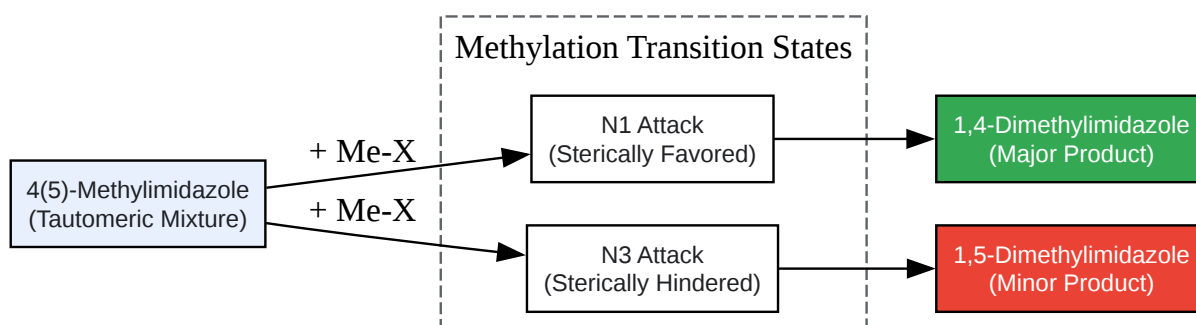 Methylation Transition States
4(5)-Methylimidazole
(Tautomeric Mixture)
+ Me-X
+ Me-X
N1 Attack
(Sterically Favored)
1,4-Dimethylimidazole
(Major Product)
N3 Attack
(Sterically Hindered)
1,5-Dimethylimidazole
(Minor Product)